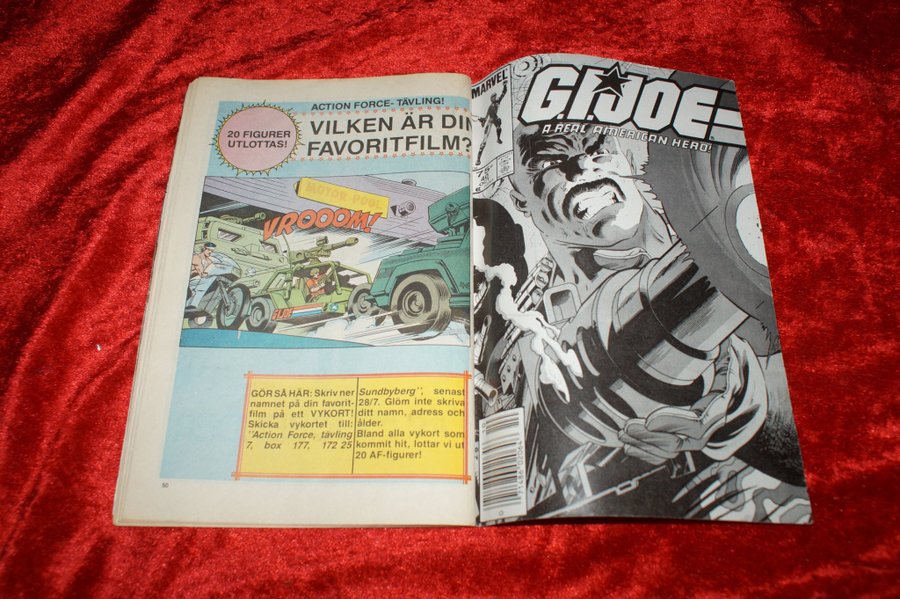 ACTION FORCE- TÄVLING!
20 FIGURER
UTLOTTAS!
VILKEN ÄR DIN
FAVORITFILM?
MOTOR POOL
VROOOM!
G.I. JOE
GÖR SÅ HÄR: Skriv ner
namnet på din favorit-
film på ett VYKORT!
Skicka vykortet till:
"Action Force, tävling
7, box 177, 172 25
Sundbyberg", senast
28/7. Glöm inte skriva
ditt namn, adress och
ålder.
Bland alla vykort som
kommit hit, lottar vi ut
20 AF-figurer!
50
MARVEL
G.I. JOE
A REAL AMERICAN HERO!
75¢